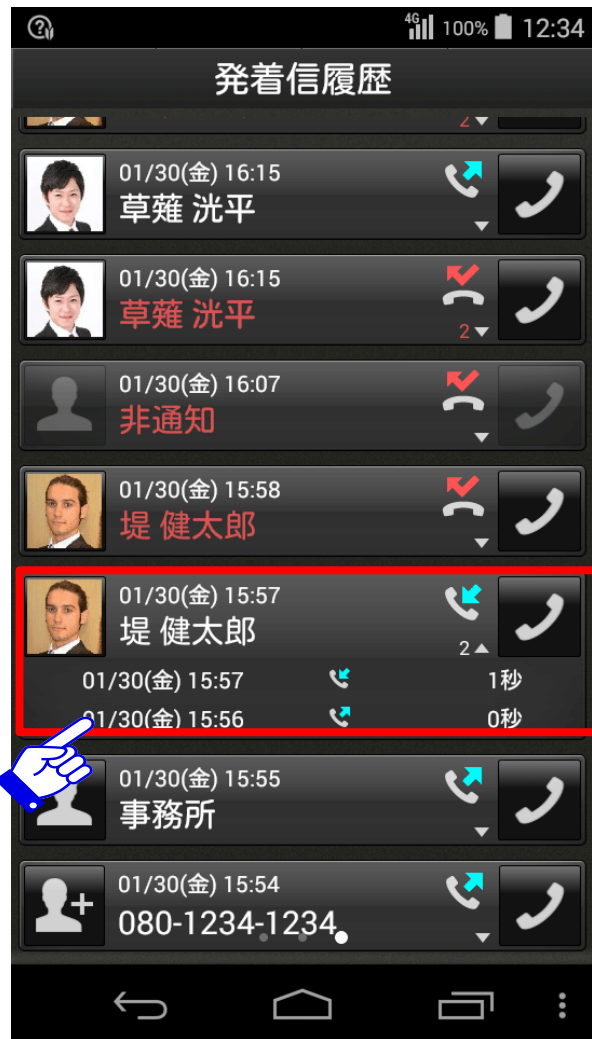 4G 100% 12:34
発着信履歴
2
01/30(金) 16:15
草薙 洸平
01/30(金) 16:15
草薙 洸平
2
01/30(金) 16:07
非通知
01/30(金) 15:58
堤 健太郎
01/30(金) 15:57
堤 健太郎
2
01/30(金) 15:57 1秒
01/30(金) 15:56 0秒
01/30(金) 15:55
事務所
01/30(金) 15:54
080-1234-1234